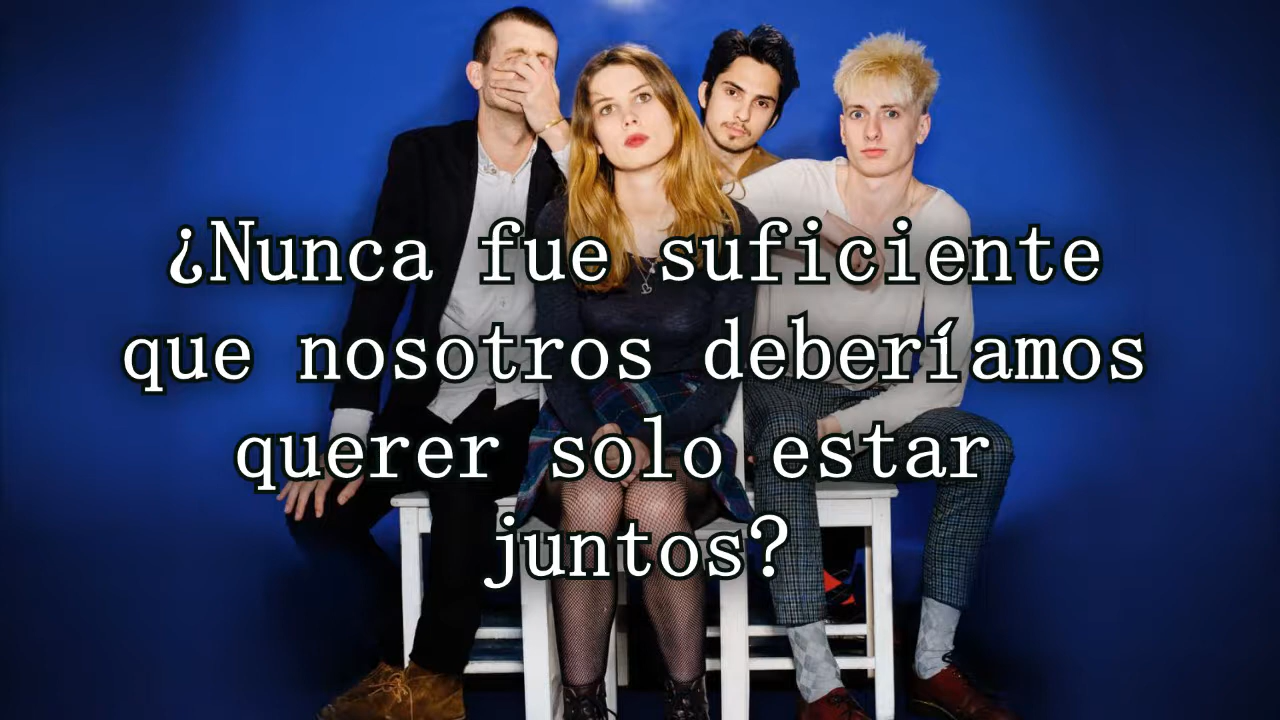 ¿Nunca fue suficiente
que nosotros deberíamos
querer solo estar
juntos?